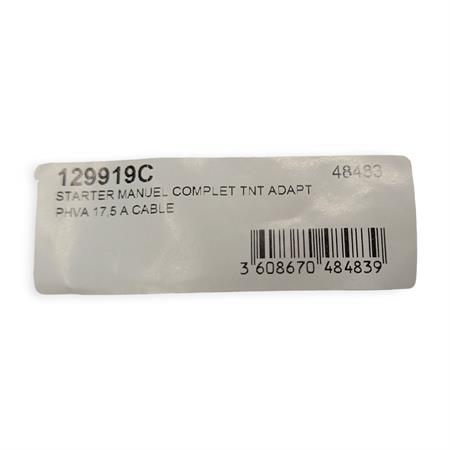 129919C 48483
STARTER MANUEL COMPLET TNT ADAPT
PHVA 17,5 A CABLE
3 608670 484839